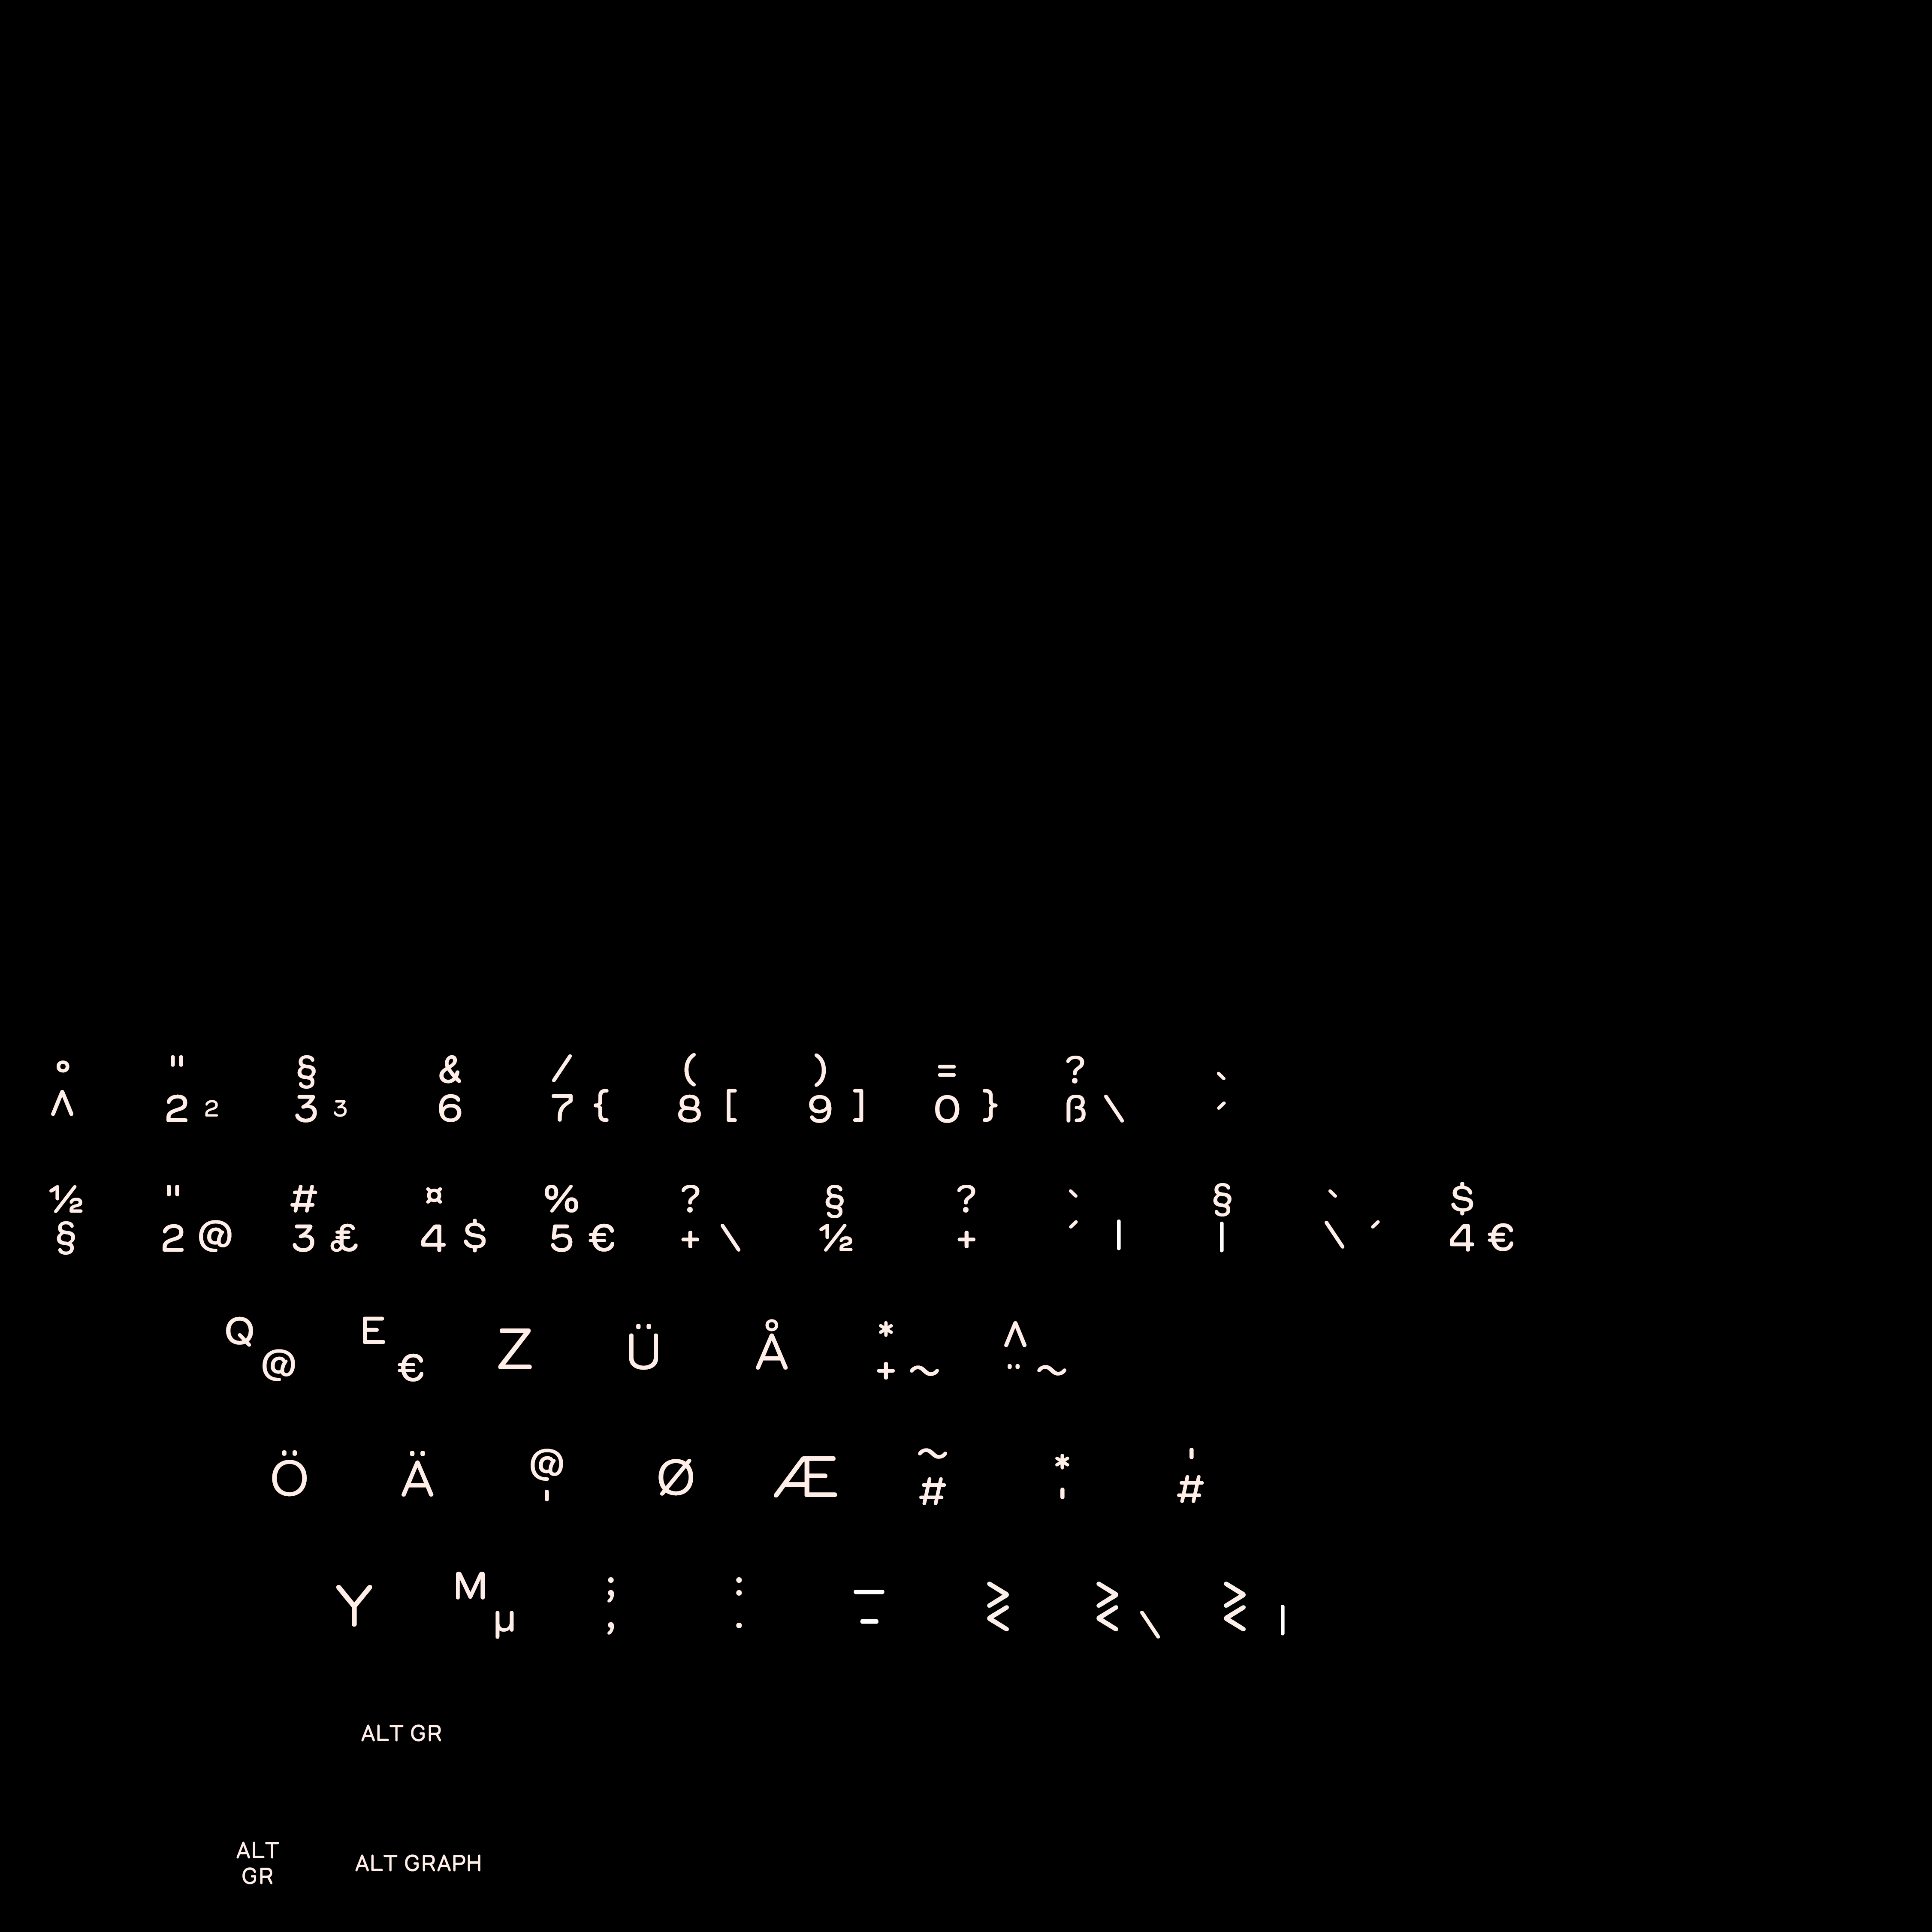 ° " § & / ( ) = ? `
^ 2 ² 3 ³ 6 7 { 8 [ 9 ] 0 } ß \ ´
½ " # ¤ % ? § ? ` § ` $
§ 2 @ 3 £ € 4 $ 5 € + \ ½ + ´ | | \ ´ 4 €
Q E Z Ü Å * ^
@ € + ~ ¨ ~
Ö Ä @ Ø Æ ~ * '
' # ' #
Y M ; : _ > > >
µ , . - < < \ < |
ALT GR
ALT
GR
ALT GRAPH